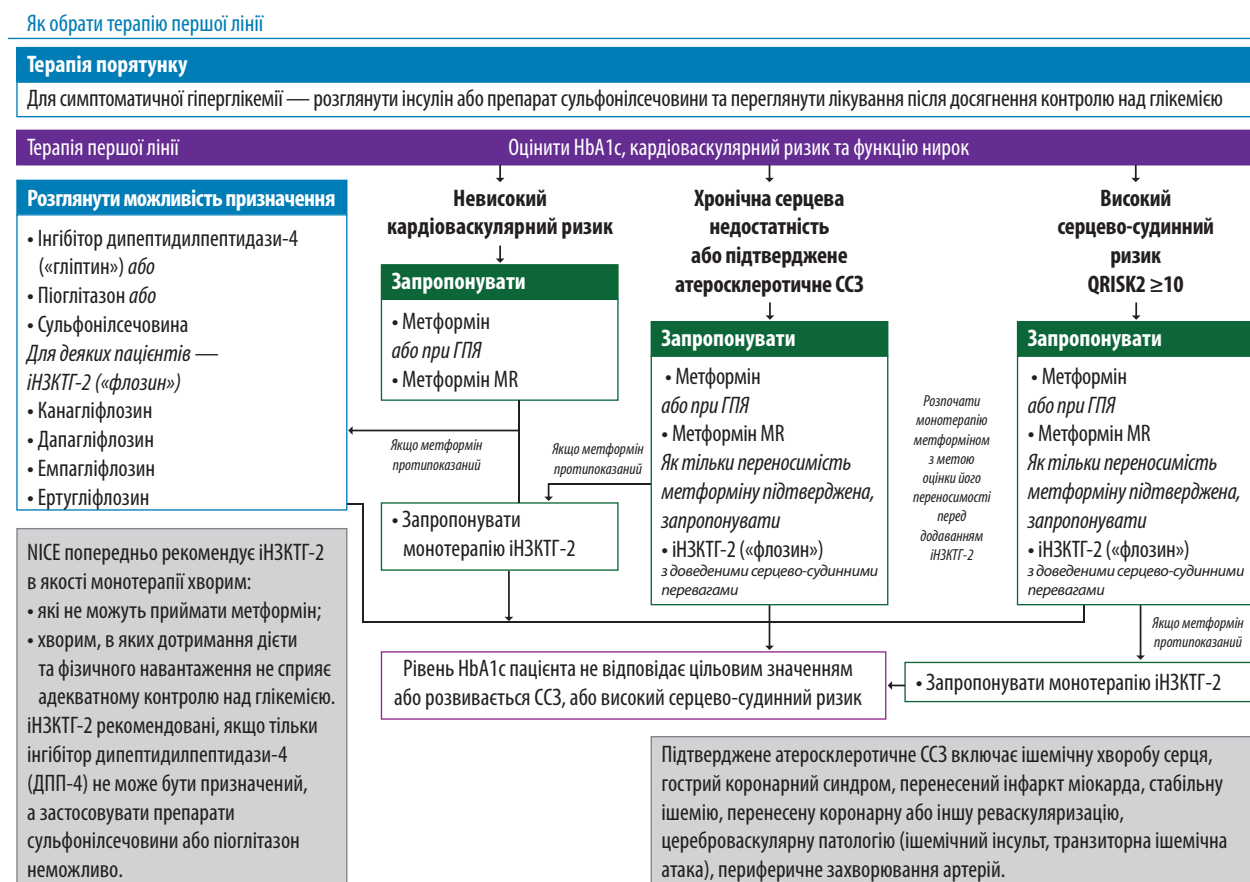 Як обрати терапію першої лінії
Терапія порятунку
Для симптоматичної гіперглікемії — розглянути інсулін або препарат сульфонілсечовини та переглянути лікування після досягнення контролю над глікемією
Терапія першої лінії
Оцінити HbA1c, кардіоваскулярний ризик та функцію нирок
Розглянути можливість призначення
• Інгібітор дипептидилпептидази-4
(«гліптин») або
• Піоглітазон або
• Сульфонілсечовина
Для деяких пацієнтів —
іНЗКТГ-2 («флозин»)
• Канагліфлозин
• Дапагліфлозин
• Емпагліфлозин
• Ертугліфлозин
NICE попередньо рекомендує іНЗКТГ-2
в якості монотерапії хворим:
• які не можуть приймати метформін;
• хворим, в яких дотримання дієти
та фізичного навантаження не сприяє
адекватному контролю над глікемією.
іНЗКТГ-2 рекомендовані, якщо тільки
інгібітор дипептидилпептидази-4
(ДПП-4) не може бути призначений,
а застосовувати препарати
сульфонілсечовини або піоглітазон
неможливо.
Невисокий
кардіоваскулярний ризик
Запропонувати
• Метформін
або при ГПЯ
• Метформін MR
Якщо метформін
протипоказаний
• Запропонувати
монотерапію іНЗКТГ-2
Хронічна серцева
недостатність
або підтверджене
атеросклеротичне ССЗ
Запропонувати
• Метформін
або при ГПЯ
• Метформін MR
Як тільки переносимість
метформіну підтверджена,
запропонувати
• іНЗКТГ-2 («флозин»)
з доведеними серцево-судинними
перевагами
Якщо метформін
протипоказаний
Розпочати
монотерапію
метформіном
з метою
оцінки його
переносимості
перед
додаванням
іНЗКТГ-2
Високий
серцево-судинний
ризик
QRISK2 ≥10
Запропонувати
• Метформін
або при ГПЯ
• Метформін MR
Як тільки переносимість
метформіну підтверджена,
запропонувати
• іНЗКТГ-2 («флозин»)
з доведеними серцево-судинними
перевагами
Якщо метформін
протипоказаний
• Запропонувати монотерапію іНЗКТГ-2
Рівень HbA1c пацієнта не відповідає цільовим значенням
або розвивається ССЗ, або високий серцево-судинний ризик
Підтверджене атеросклеротичне ССЗ включає ішемічну хворобу серця,
гострий коронарний синдром, перенесений інфаркт міокарда, стабільну
ішемію, перенесену коронарну або іншу реваскуляризацію,
цереброваскулярну патологію (ішемічний інсульт, транзиторна ішемічна
атака), периферичне захворювання артерій.